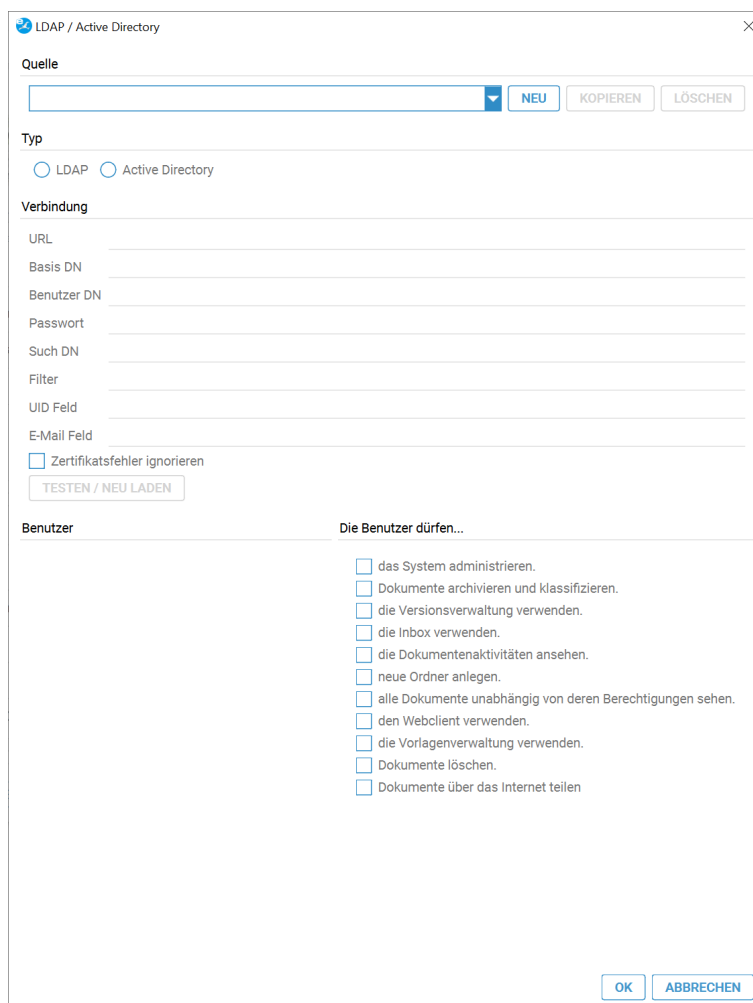 LDAP / Active Directory
Quelle
NEU KOPIEREN LÖSCHEN
Typ
LDAP Active Directory
Verbindung
URL
Basis DN
Benutzer DN
Passwort
Such DN
Filter
UID Feld
E-Mail Feld
Zertifikatsfehler ignorieren
TESTEN / NEU LADEN
Benutzer Die Benutzer dürfen...
das System administrieren.
Dokumente archivieren und klassifizieren.
die Versionsverwaltung verwenden.
die Inbox verwenden.
die Dokumentenaktivitäten ansehen.
neue Ordner anlegen.
alle Dokumente unabhängig von deren Berechtigungen sehen.
den Webclient verwenden.
die Vorlagenverwaltung verwenden.
Dokumente löschen.
Dokumente über das Internet teilen
OK ABBRECHEN